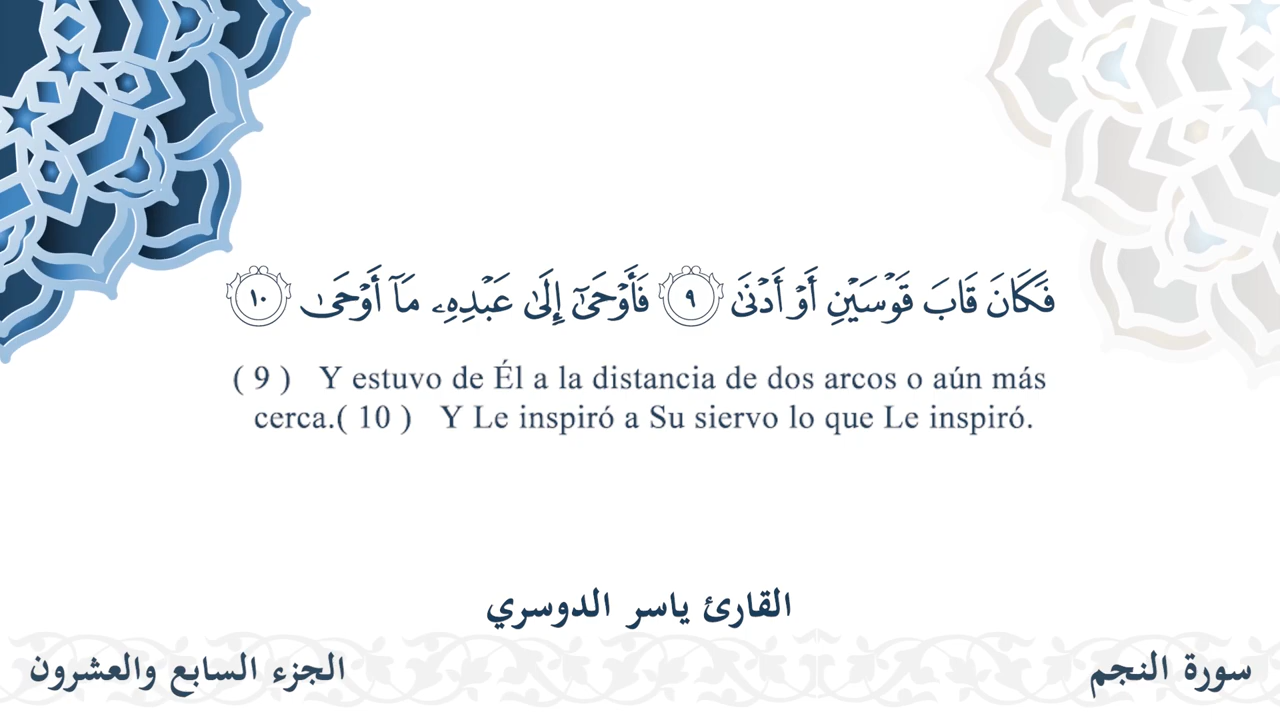 فَكَانَ قَابَ قَوۡسَيۡنِ أَوۡ أَدۡنَىٰ ٩ فَأَوۡحَىٰٓ إِلَىٰ عَبۡدِهِۦ مَآ أَوۡحَىٰ ١٠
( 9 ) Y estuvo de Él a la distancia de dos arcos o aún más
cerca.( 10 ) Y Le inspiró a Su siervo lo que Le inspiró.
القارئ ياسر الدوسري
سورة النجم
الجزء السابع والعشرون